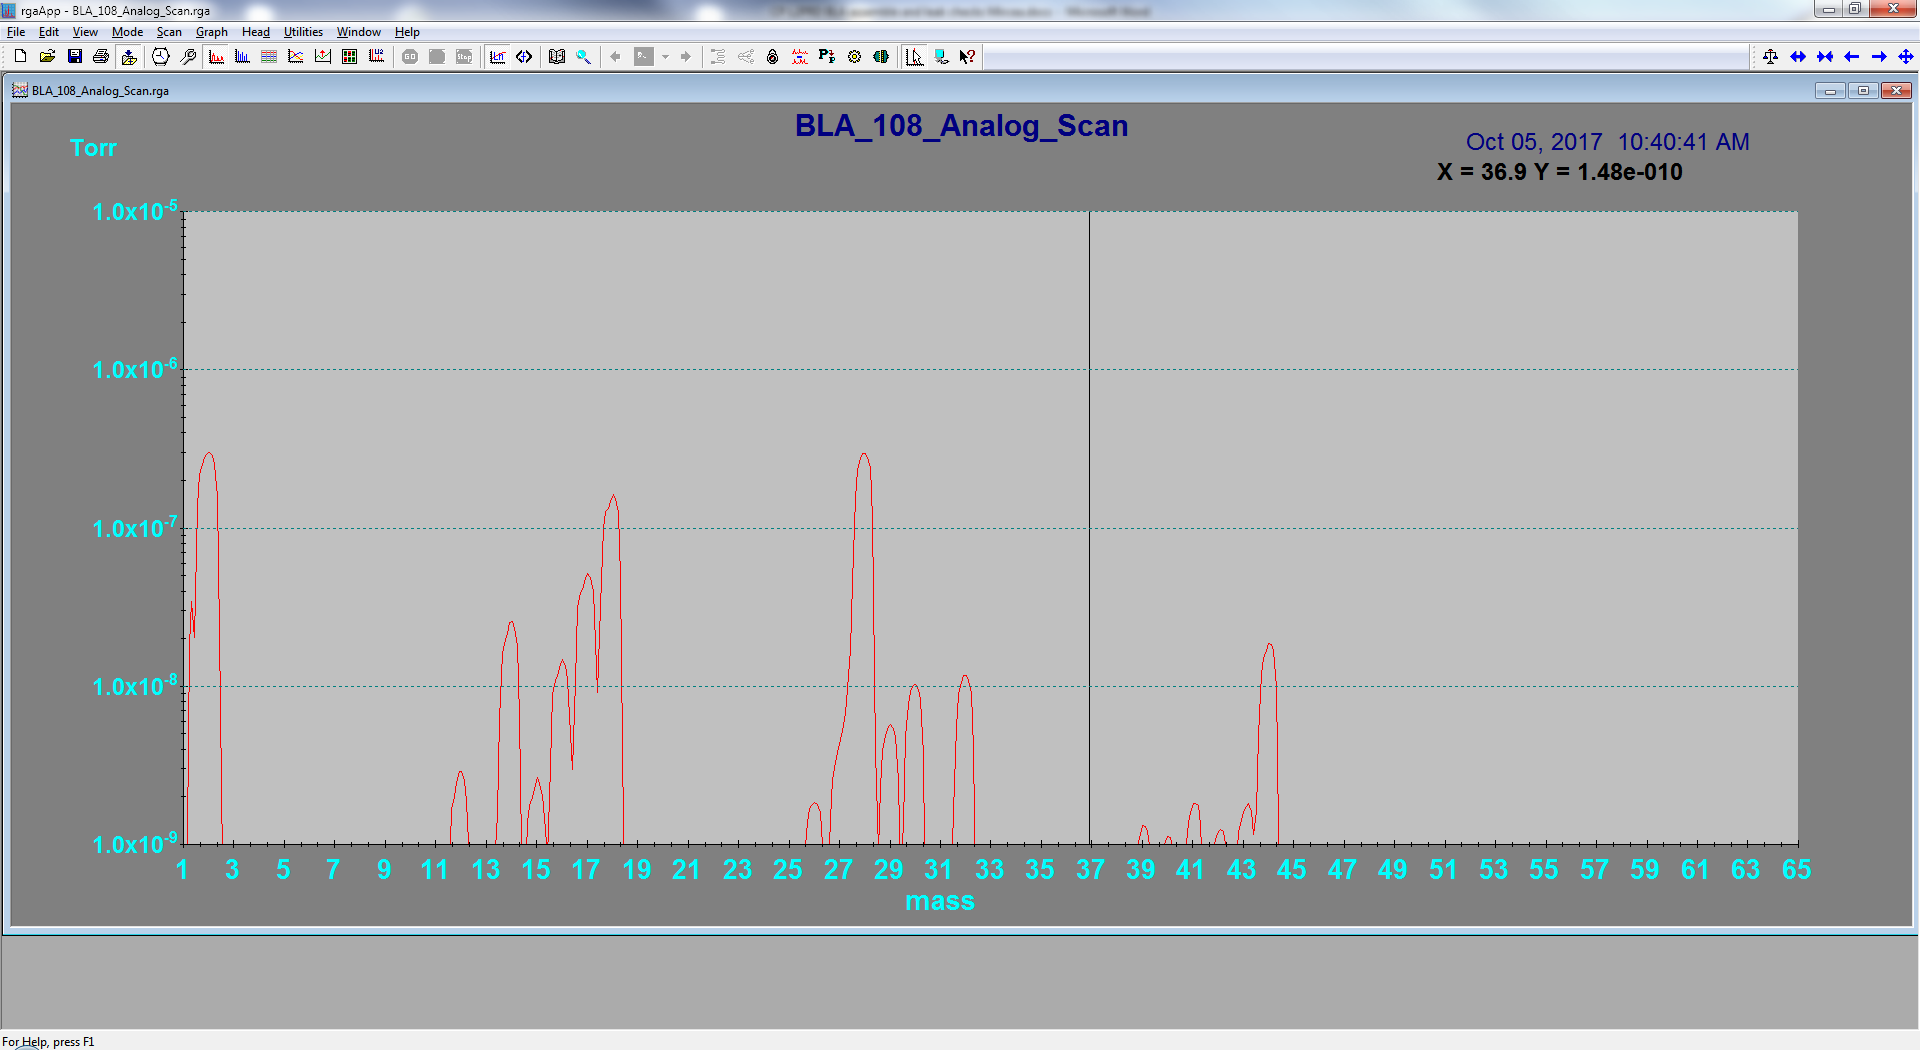 rgaApp - BLA_108_Analog_Scan.rga
File Edit View Mode Scan Graph Head Utilities Window Help
GO Stop
BLA_108_Analog_Scan.rga
BLA_108_Analog_Scan
Torr
Oct 05, 2017 10:40:41 AM
X = 36.9 Y = 1.48e-010
1.0x10-5
1.0x10-6
1.0x10-7
1.0x10-8
1.0x10-9
1 3 5 7 9 11 13 15 17 19 21 23 25 27 29 31 33 35 37 39 41 43 45 47 49 51 53 55 57 59 61 63 65
mass
For Help, press F1